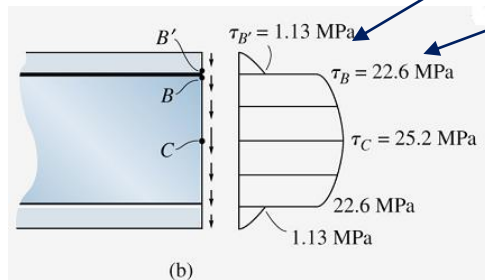 B′
τB′ = 1.13 MPa
B
τB = 22.6 MPa
C
τC = 25.2 MPa
22.6 MPa
1.13 MPa
(b)